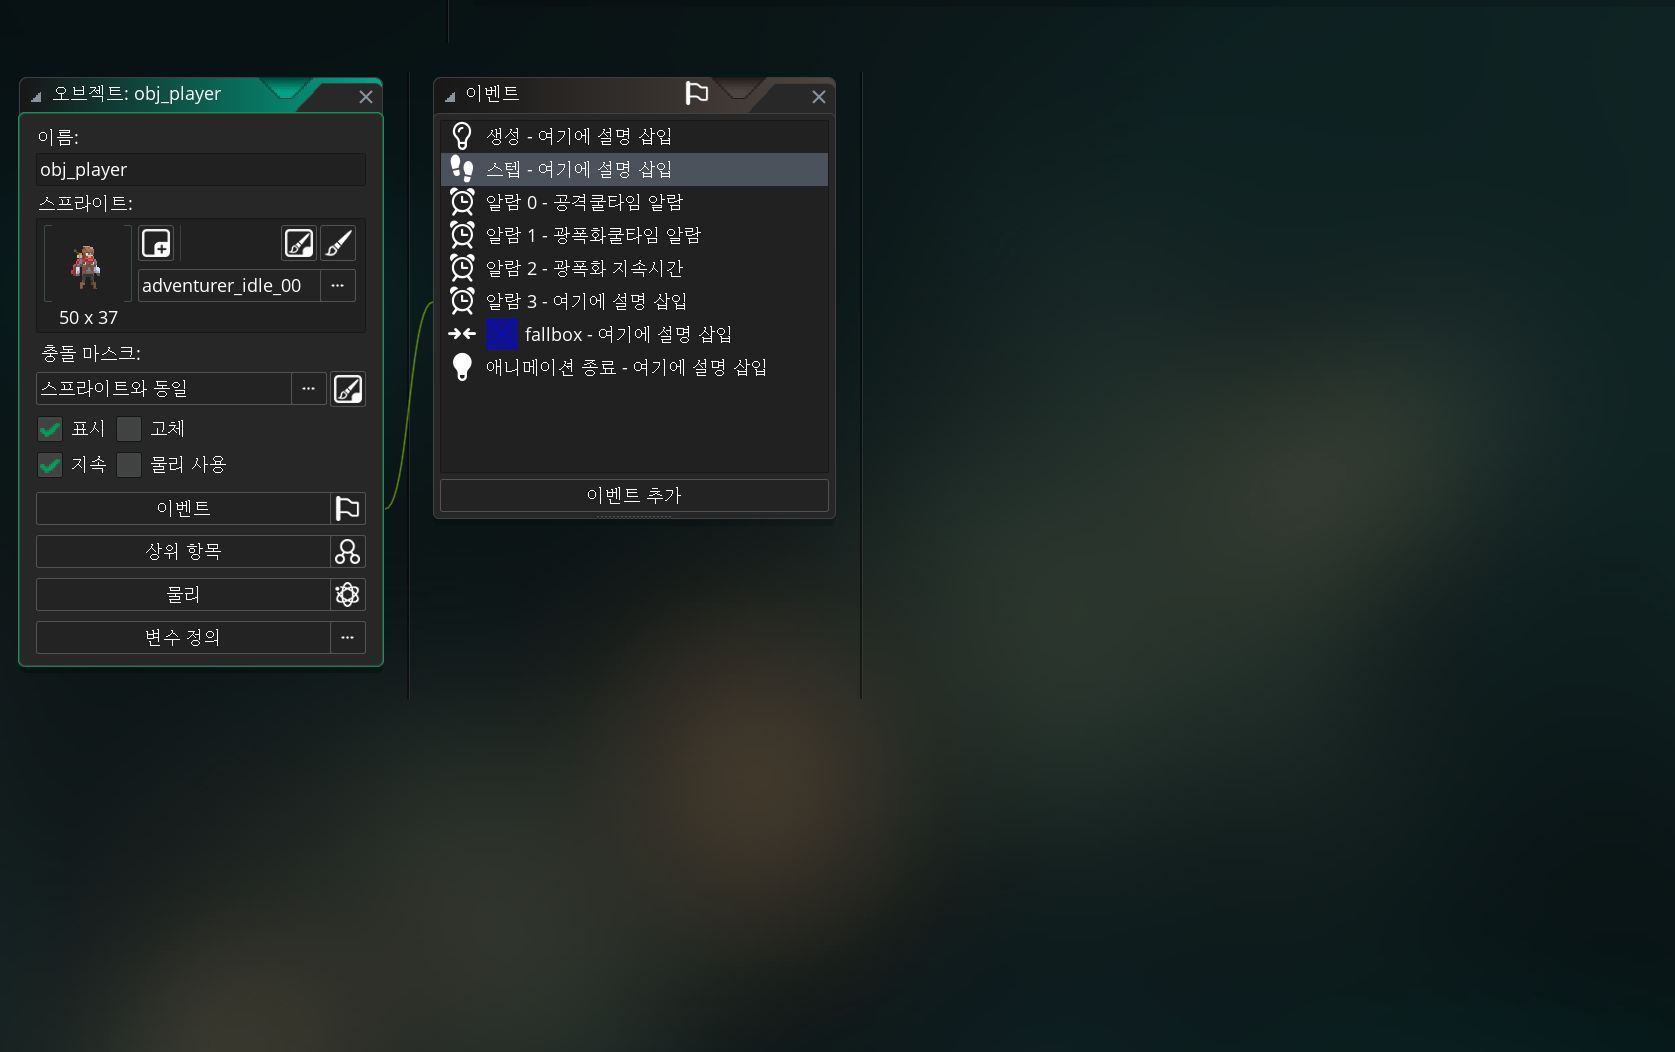 오브젝트: obj_player
이름:
obj_player
스프라이트:
adventurer_idle_00
50 x 37
충돌 마스크:
스프라이트와 동일
표시 고체
지속 물리 사용
이벤트
상위 항목
물리
변수 정의
이벤트
생성 - 여기에 설명 삽입
스텝 - 여기에 설명 삽입
알람 0 - 공격쿨타임 알람
알람 1 - 광폭화쿨타임 알람
알람 2 - 광폭화 지속시간
알람 3 - 여기에 설명 삽입
fallbox - 여기에 설명 삽입
애니메이션 종료 - 여기에 설명 삽입
이벤트 추가